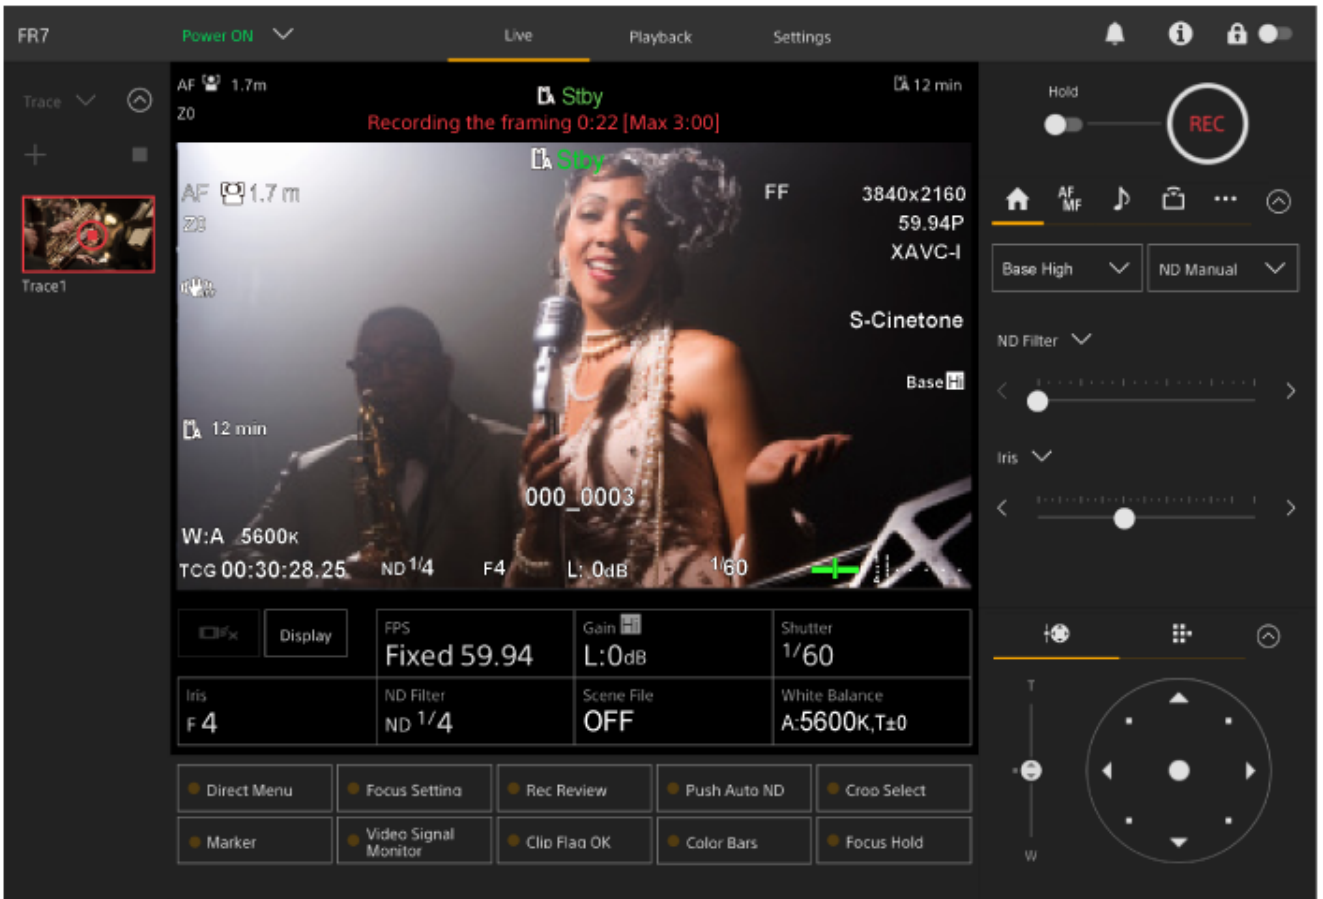 FR7
Power ON
Live
Playback
Settings
Trace
Trace1
AF 1.7m
Z0
Stby
Recording the framing 0:22 [Max 3:00]
12 min
Stby
AF 1.7 m
Z0
FF
3840x2160
59.94P
XAVC-I
S-Cinetone
Base Hi
12 min
000_0003
W:A 5600K
TCG 00:30:28.25
ND 1/4
F4
L: 0dB
1/60
Display
FPS
Fixed 59.94
Gain Hi
L:0dB
Shutter
1/60
Iris
F 4
ND Filter
ND 1/4
Scene File
OFF
White Balance
A:5600K,T±0
Direct Menu
Focus Setting
Rec Review
Push Auto ND
Crop Select
Marker
Video Signal
Monitor
Clip Flag OK
Color Bars
Focus Hold
Hold
REC
AF
MF
Base High
ND Manual
ND Filter
Iris
T
W